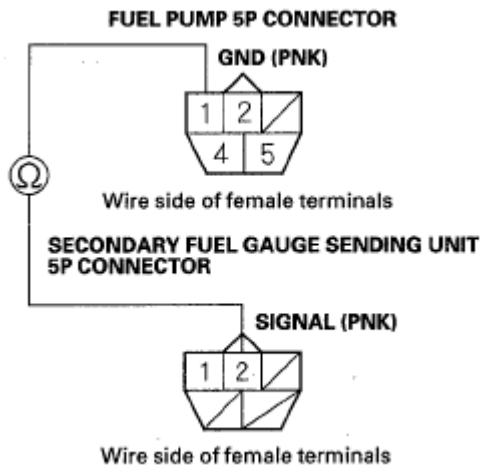 FUEL PUMP 5P CONNECTOR
GND (PNK)
1 2
4 5
Wire side of female terminals
Ω
SECONDARY FUEL GAUGE SENDING UNIT
5P CONNECTOR
SIGNAL (PNK)
1 2
Wire side of female terminals